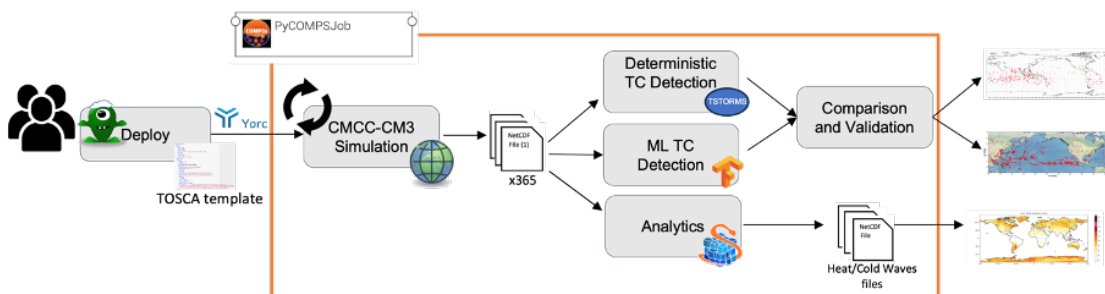 COMPSs
PyCOMPSJob
Deploy
Yorc
TOSCA template
CMCC-CM3
Simulation
NetCDF
File (1)
x365
Deterministic
TC Detection
TSTORMS
ML TC
Detection
Analytics
Comparison
and Validation
NetCDF
File
Heat/Cold Waves
files